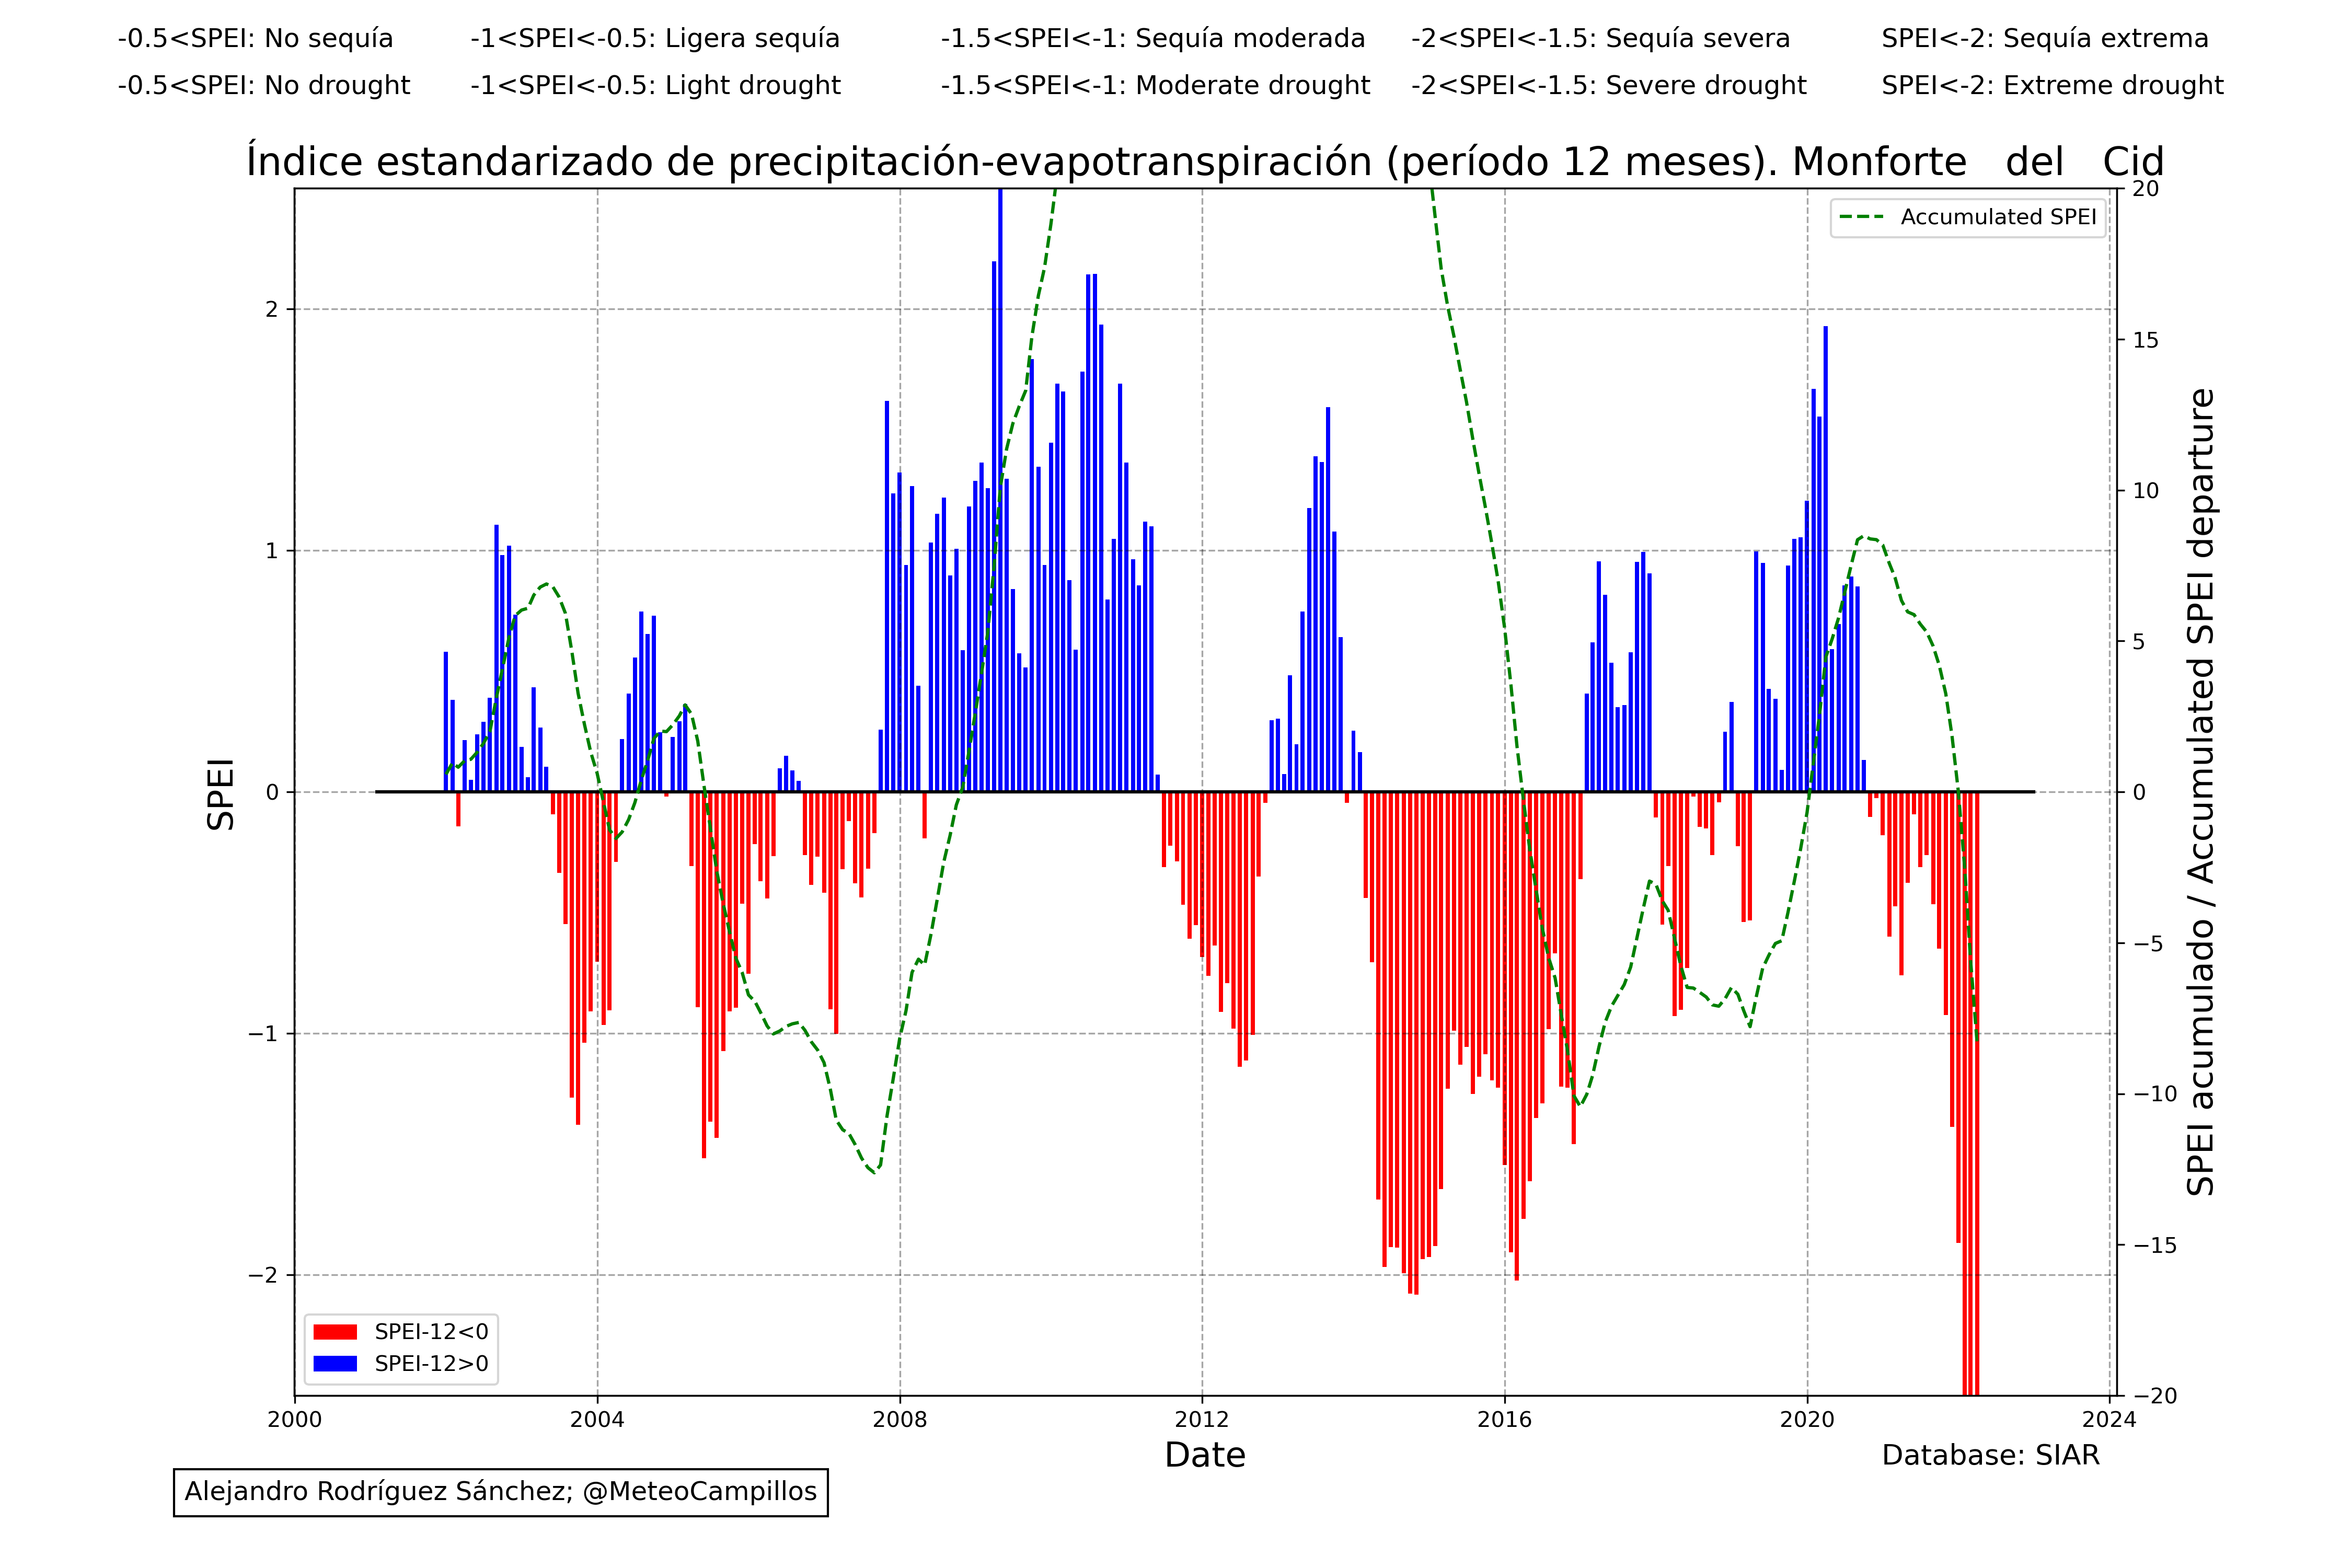 -0.5<SPEI: No sequía -1<SPEI<-0.5: Ligera sequía -1.5<SPEI<-1: Sequía moderada -2<SPEI<-1.5: Sequía severa SPEI<-2: Sequía extrema
-0.5<SPEI: No drought -1<SPEI<-0.5: Light drought -1.5<SPEI<-1: Moderate drought -2<SPEI<-1.5: Severe drought SPEI<-2: Extreme drought
Índice estandarizado de precipitación-evapotranspiración (período 12 meses). Monforte del Cid
Accumulated SPEI
SPEI
2
1
0
−1
−2
20
15
10
5
0
−5
−10
−15
−20
SPEI acumulado / Accumulated SPEI departure
SPEI-12<0
SPEI-12>0
2000 2004 2008 2012 2016 2020 2024
Date
Database: SIAR
Alejandro Rodríguez Sánchez; @MeteoCampillos